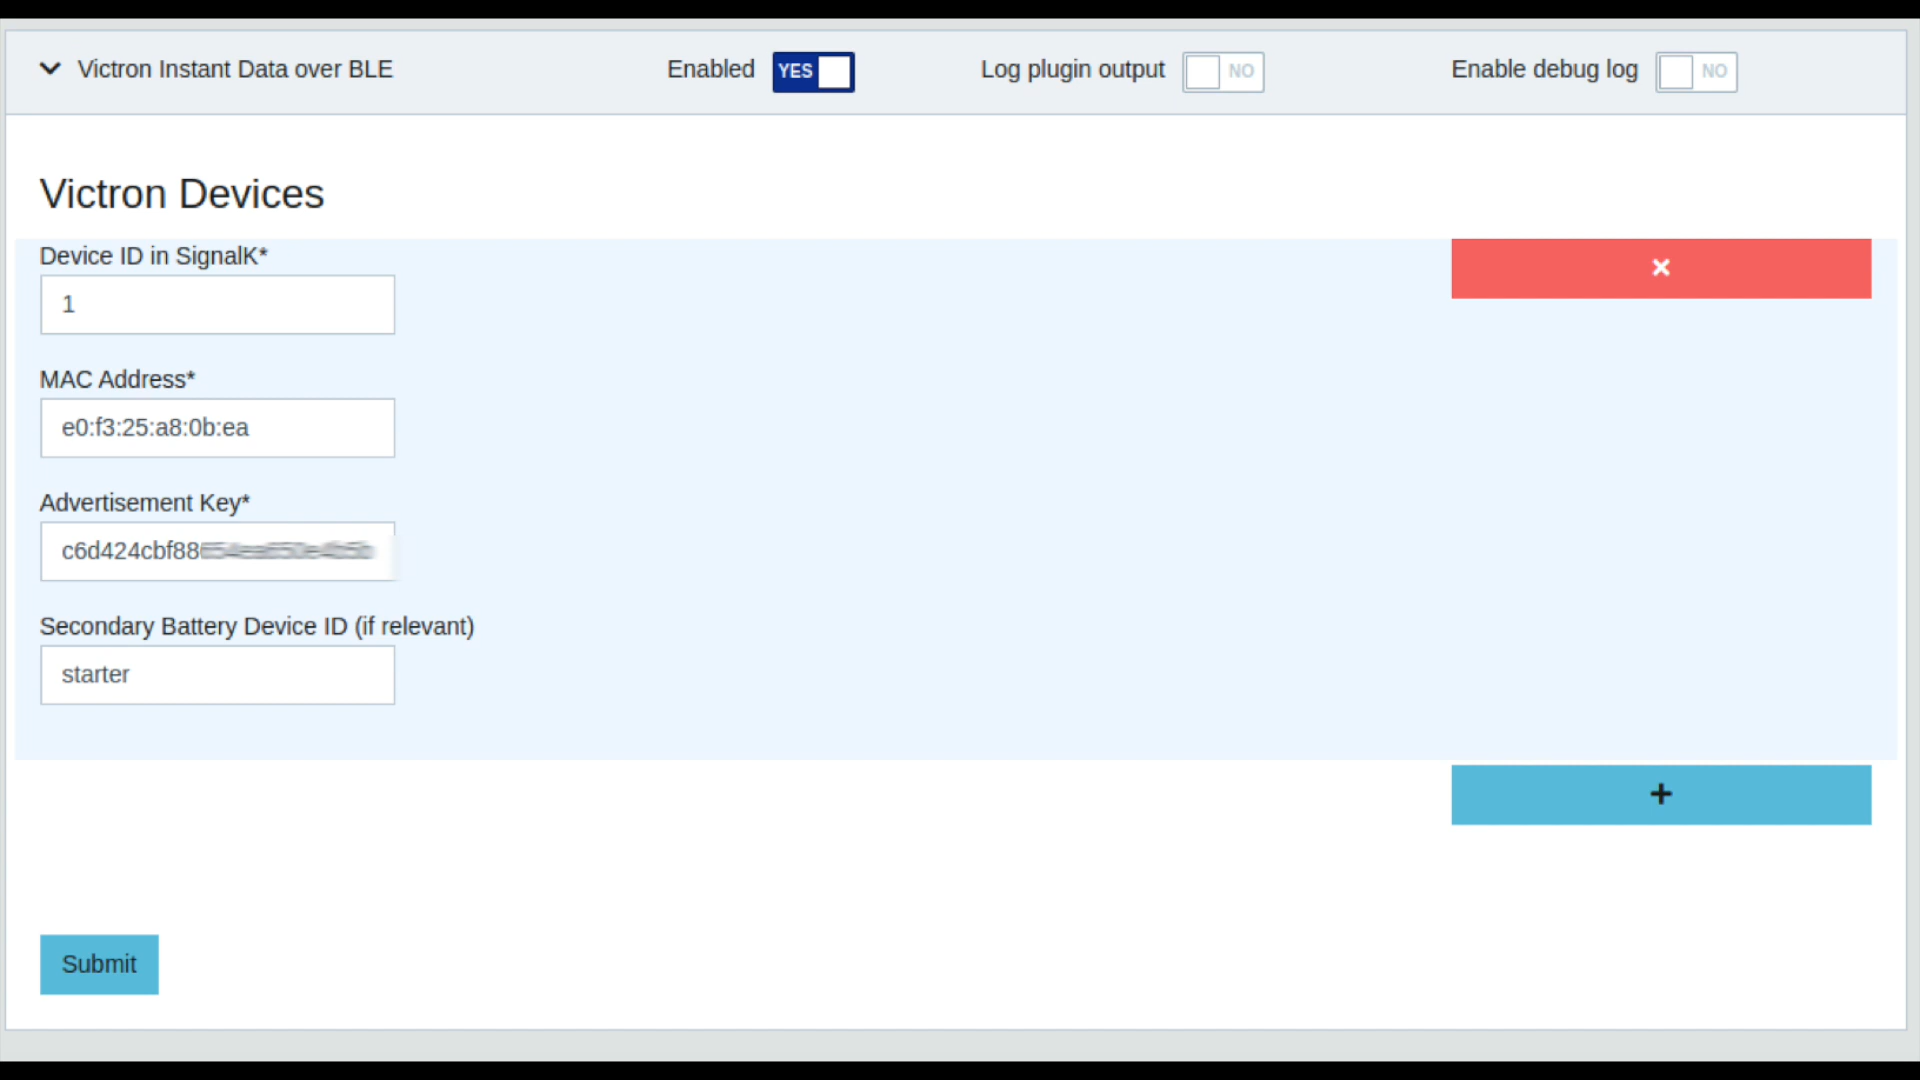 Victron Instant Data over BLE Enabled YES Log plugin output NO Enable debug log NO
Victron Devices
Device ID in SignalK*
1
MAC Address*
e0:f3:25:a8:0b:ea
Advertisement Key*
c6d424cbf88
Secondary Battery Device ID (if relevant)
starter
Submit